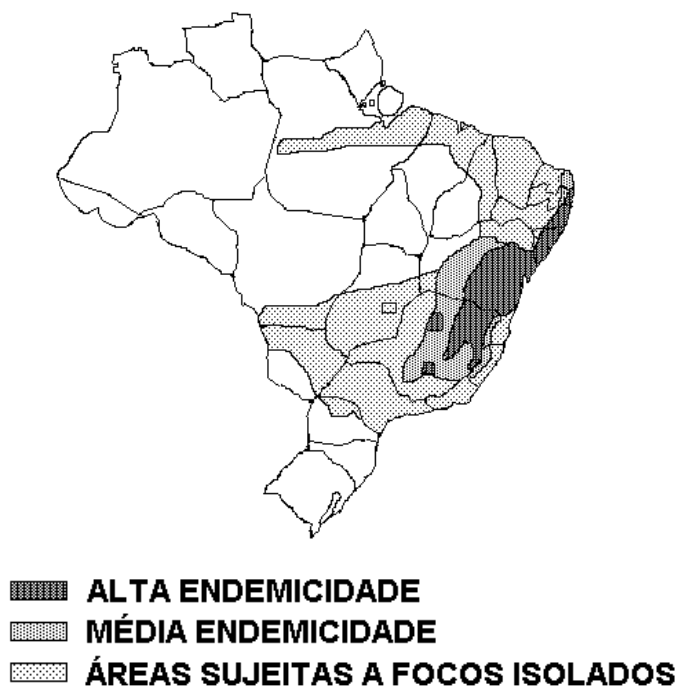 ALTA ENDEMICIDADE
MÉDIA ENDEMICIDADE
ÁREAS SUJEITAS A FOCOS ISOLADOS